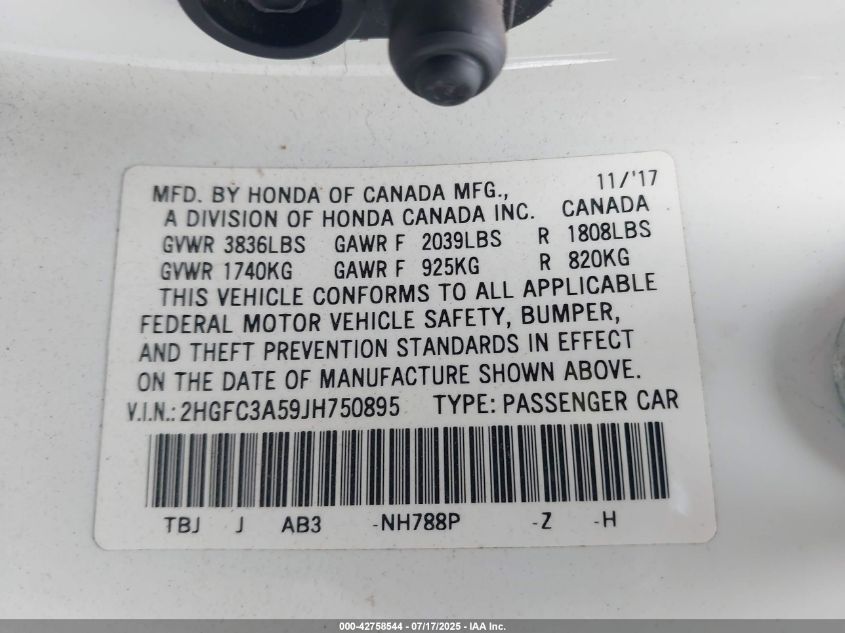 MFD. BY HONDA OF CANADA MFG., 11/'17
A DIVISION OF HONDA CANADA INC. CANADA
GVWR 3836LBS GAWR F 2039LBS R 1808LBS
GVWR 1740KG GAWR F 925KG R 820KG
THIS VEHICLE CONFORMS TO ALL APPLICABLE
FEDERAL MOTOR VEHICLE SAFETY, BUMPER,
AND THEFT PREVENTION STANDARDS IN EFFECT
ON THE DATE OF MANUFACTURE SHOWN ABOVE.
V.I.N.: 2HGFC3A59JH750895 TYPE: PASSENGER CAR
TBJ J AB3 -NH788P -Z -H
000-42758544 / 07/17/2025 - IAA Inc.